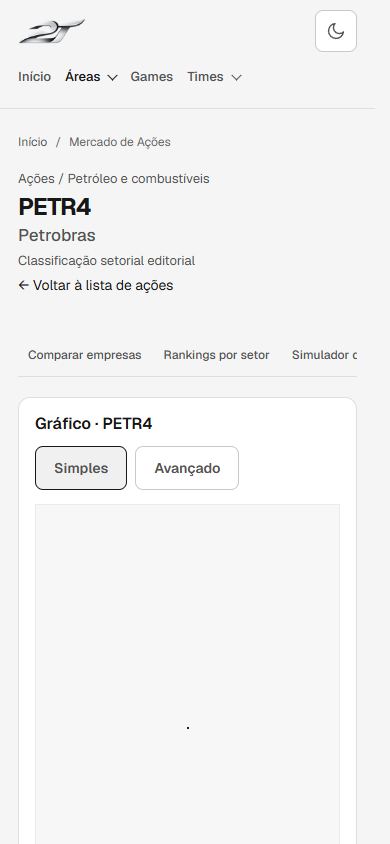 Início Áreas Games Times
Início / Mercado de Ações
Ações / Petróleo e combustíveis
PETR4
Petrobras
Classificação setorial editorial
← Voltar à lista de ações
Comparar empresas Rankings por setor Simulador
Gráfico · PETR4
Simples Avançado